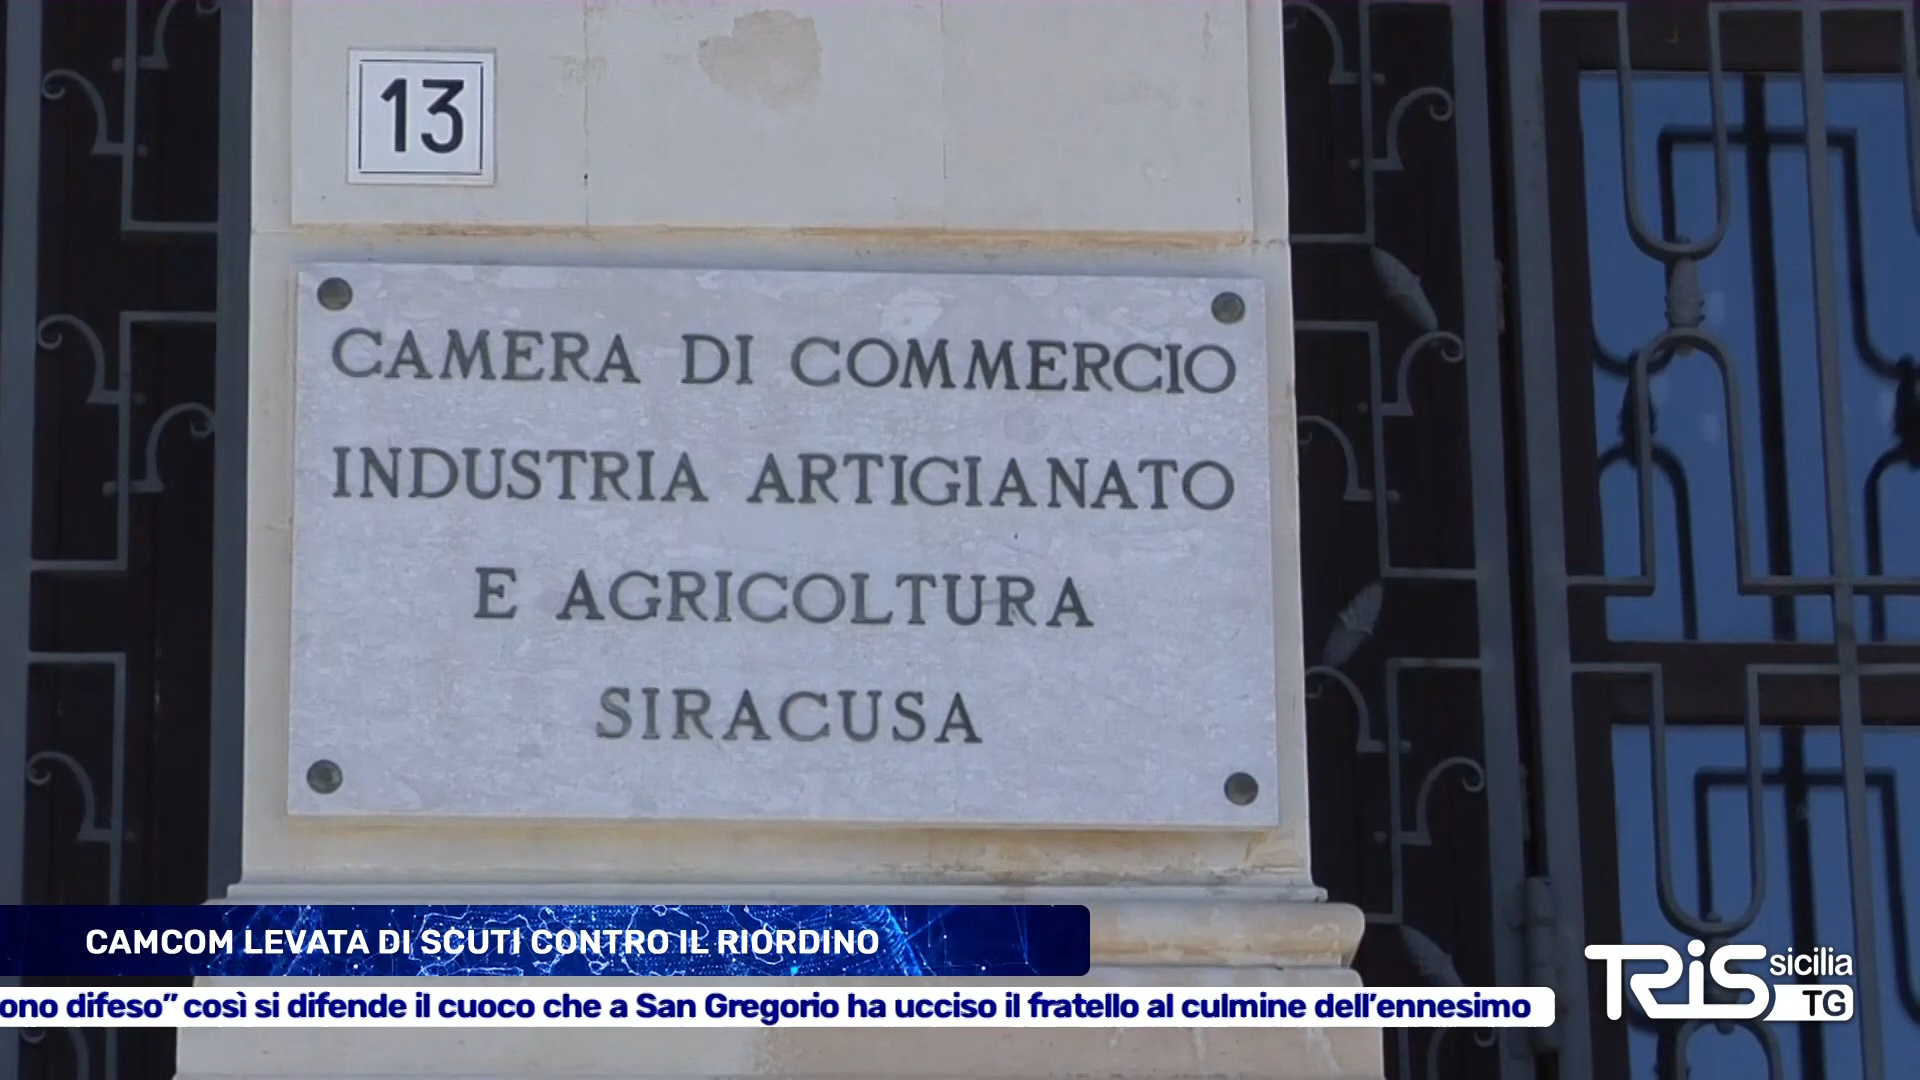 13
CAMERA DI COMMERCIO
INDUSTRIA ARTIGIANATO
E AGRICOLTURA
SIRACUSA
CAMCOM LEVATA DI SCUTI CONTRO IL RIORDINO
ono difeso” così si difende il cuoco che a San Gregorio ha ucciso il fratello al culmine dell’ennesimo
TRiS sicilia
TG